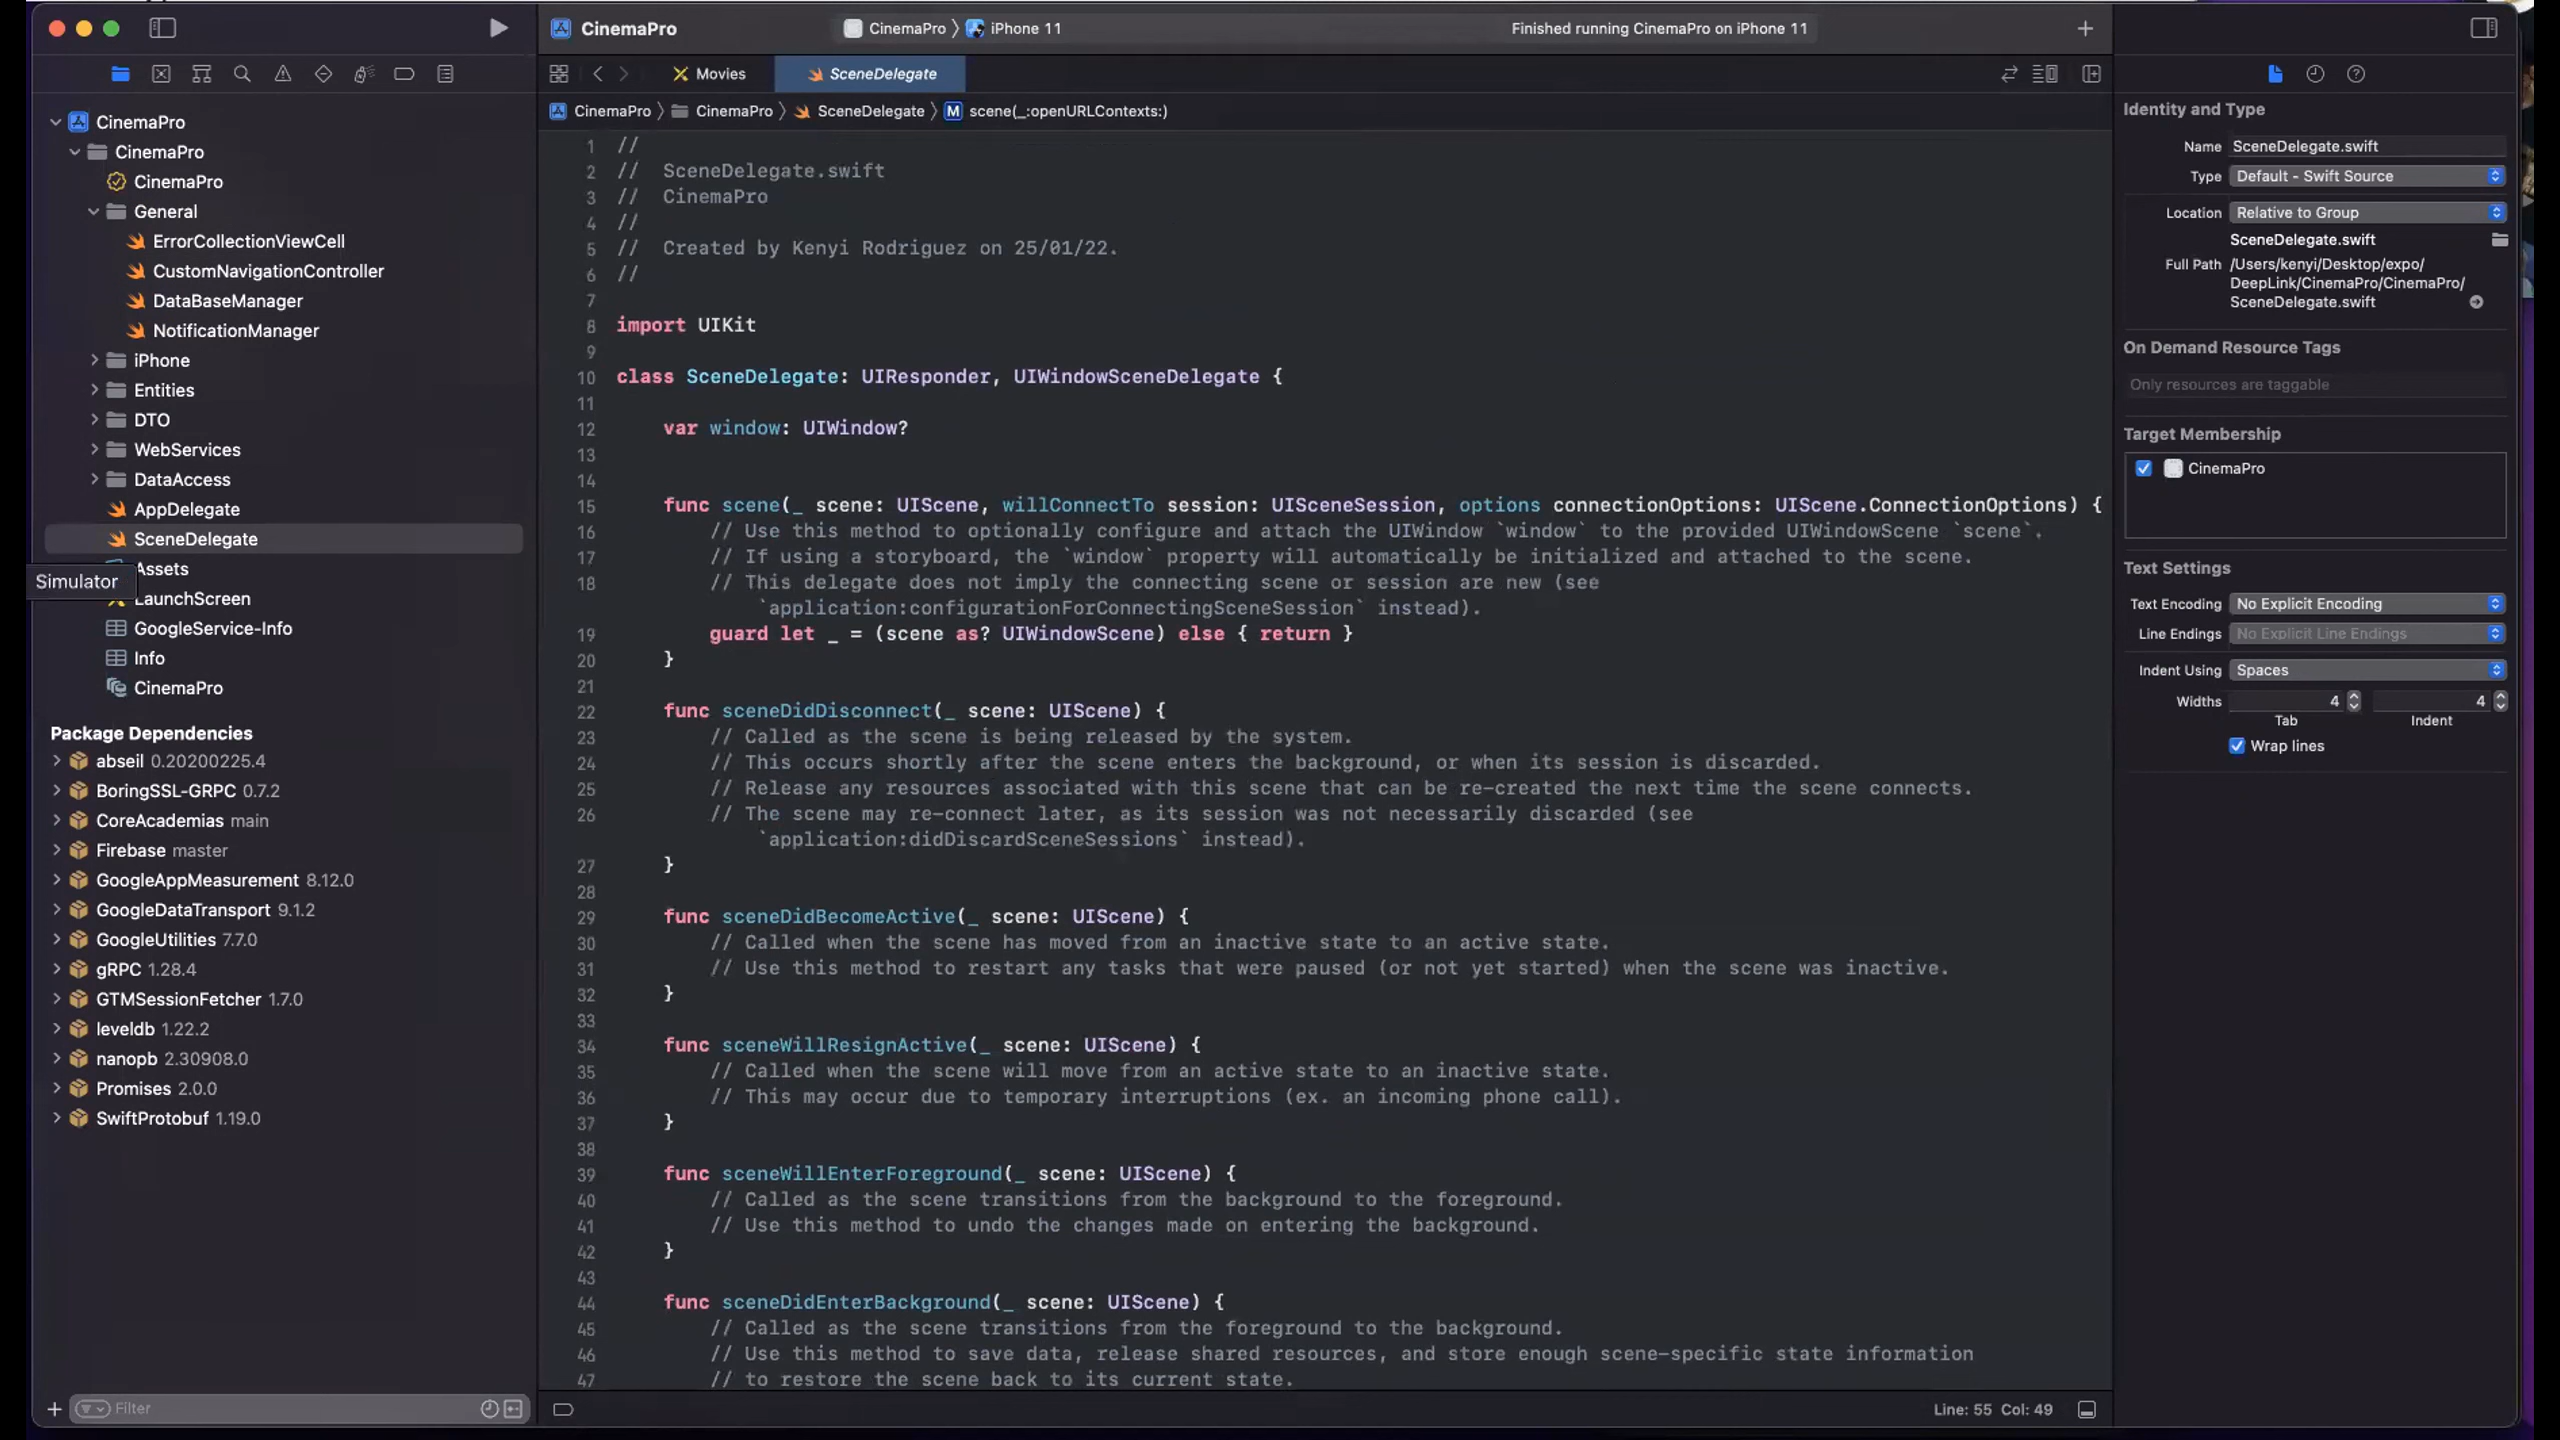 CinemaPro
CinemaPro
iPhone 11
Finished running CinemaPro on iPhone 11
Movies
SceneDelegate
CinemaPro
CinemaPro
SceneDelegate
M
scene(_:openURLContexts:)
CinemaPro
CinemaPro
CinemaPro
General
ErrorCollectionViewCell
CustomNavigationController
DataBaseManager
NotificationManager
iPhone
Entities
DTO
WebServices
DataAccess
AppDelegate
SceneDelegate
Assets
Simulator
LaunchScreen
GoogleService-Info
Info
CinemaPro
Package Dependencies
abseil 0.20200225.4
BoringSSL-GRPC 0.7.2
CoreAcademias main
Firebase master
GoogleAppMeasurement 8.12.0
GoogleDataTransport 9.1.2
GoogleUtilities 7.7.0
gRPC 1.28.4
GTMSessionFetcher 1.7.0
leveldb 1.22.2
nanopb 2.30908.0
Promises 2.0.0
SwiftProtobuf 1.19.0
Filter
1 //
2 // SceneDelegate.swift
3 // CinemaPro
4 //
5 // Created by Kenyi Rodriguez on 25/01/22.
6 //
7
8 import UIKit
9
10 class SceneDelegate: UIResponder, UIWindowSceneDelegate {
11
12 var window: UIWindow?
13
14
15 func scene(_ scene: UIScene, willConnectTo session: UISceneSession, options connectionOptions: UIScene.ConnectionOptions) {
16 // Use this method to optionally configure and attach the UIWindow `window` to the provided UIWindowScene `scene`.
17 // If using a storyboard, the `window` property will automatically be initialized and attached to the scene.
18 // This delegate does not imply the connecting scene or session are new (see
`application:configurationForConnectingSceneSession` instead).
19 guard let _ = (scene as? UIWindowScene) else { return }
20 }
21
22 func sceneDidDisconnect(_ scene: UIScene) {
23 // Called as the scene is being released by the system.
24 // This occurs shortly after the scene enters the background, or when its session is discarded.
25 // Release any resources associated with this scene that can be re-created the next time the scene connects.
26 // The scene may re-connect later, as its session was not necessarily discarded (see
`application:didDiscardSceneSessions` instead).
27 }
28
29 func sceneDidBecomeActive(_ scene: UIScene) {
30 // Called when the scene has moved from an inactive state to an active state.
31 // Use this method to restart any tasks that were paused (or not yet started) when the scene was inactive.
32 }
33
34 func sceneWillResignActive(_ scene: UIScene) {
35 // Called when the scene will move from an active state to an inactive state.
36 // This may occur due to temporary interruptions (ex. an incoming phone call).
37 }
38
39 func sceneWillEnterForeground(_ scene: UIScene) {
40 // Called as the scene transitions from the background to the foreground.
41 // Use this method to undo the changes made on entering the background.
42 }
43
44 func sceneDidEnterBackground(_ scene: UIScene) {
45 // Called as the scene transitions from the foreground to the background.
46 // Use this method to save data, release shared resources, and store enough scene-specific state information
47 // to restore the scene back to its current state.
Line: 55 Col: 49
Identity and Type
Name SceneDelegate.swift
Type Default - Swift Source
Location Relative to Group
SceneDelegate.swift
Full Path /Users/kenyi/Desktop/expo/
DeepLink/CinemaPro/CinemaPro/
SceneDelegate.swift
On Demand Resource Tags
Only resources are taggable
Target Membership
CinemaPro
Text Settings
Text Encoding No Explicit Encoding
Line Endings No Explicit Line Endings
Indent Using Spaces
Widths 4 4
Tab Indent
Wrap lines